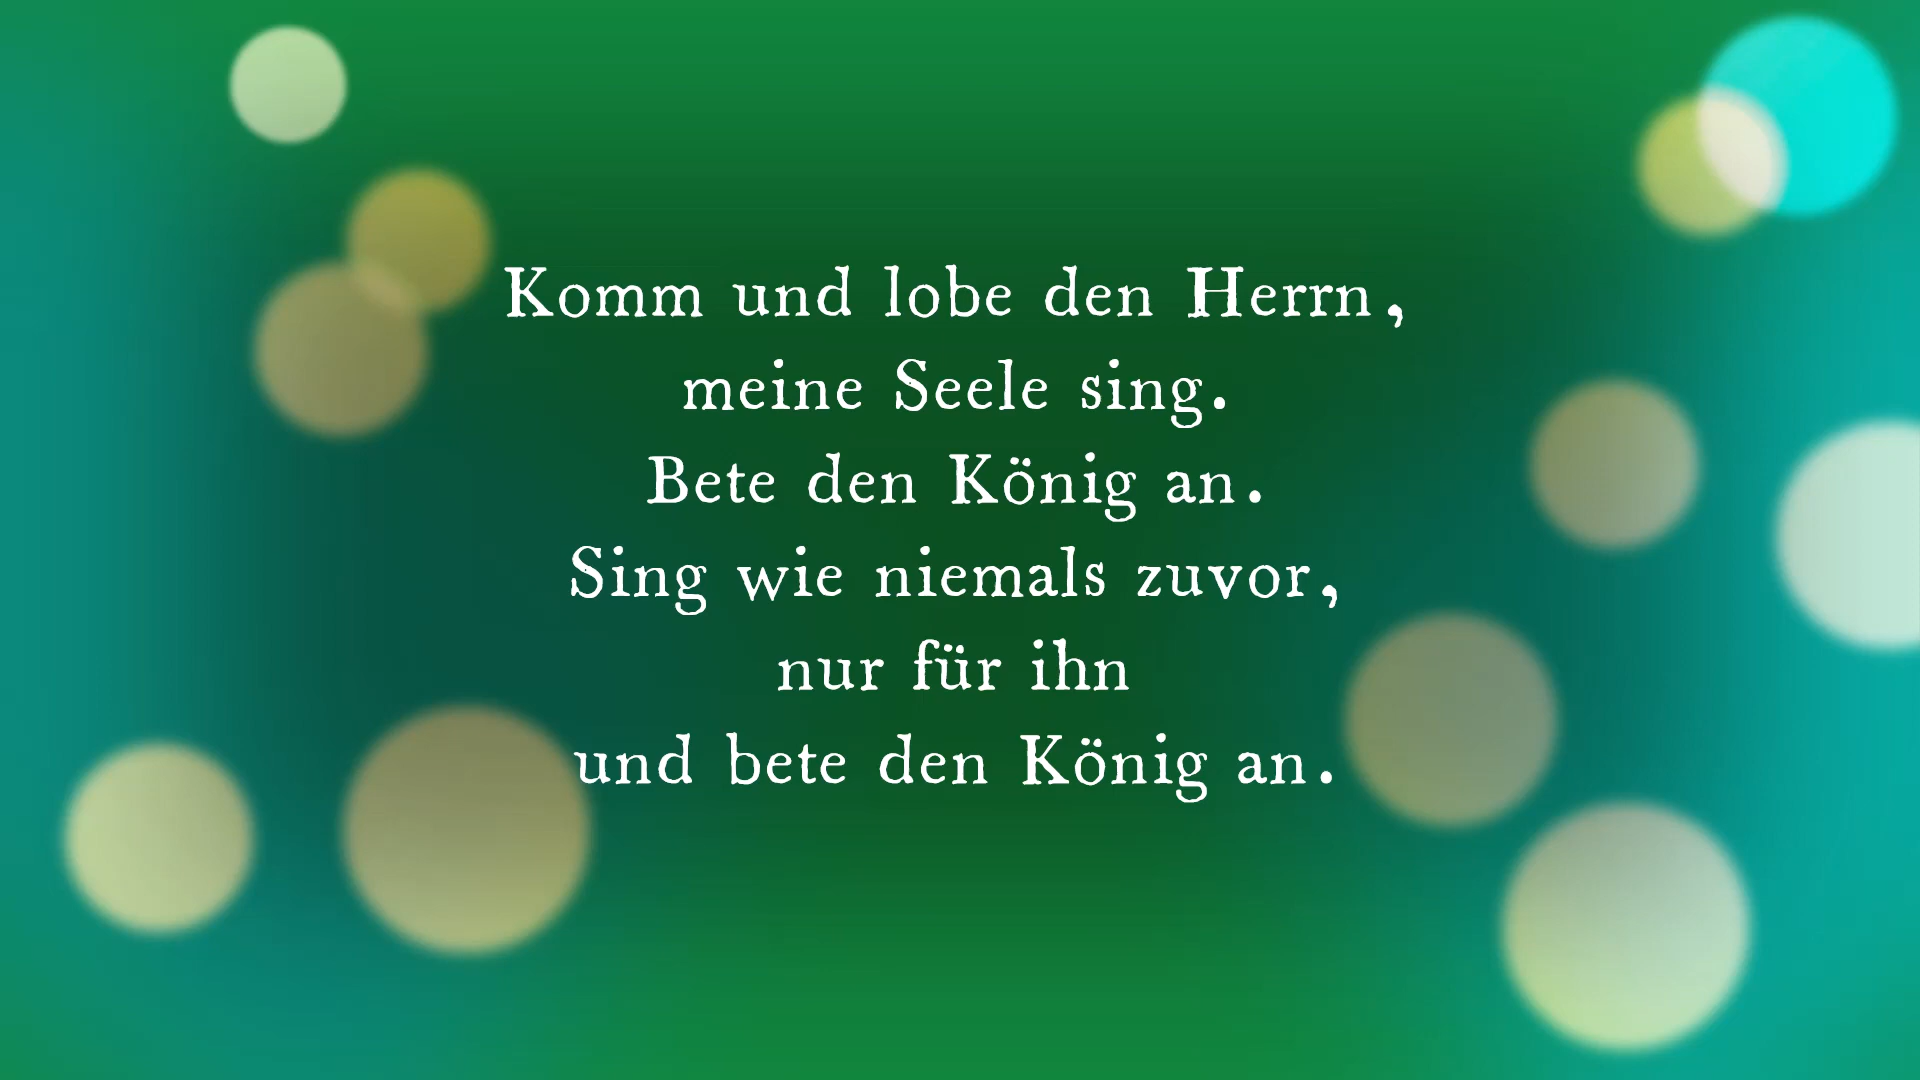 Komm und lobe den Herrn,
meine Seele sing.
Bete den König an.
Sing wie niemals zuvor,
nur für ihn
und bete den König an.